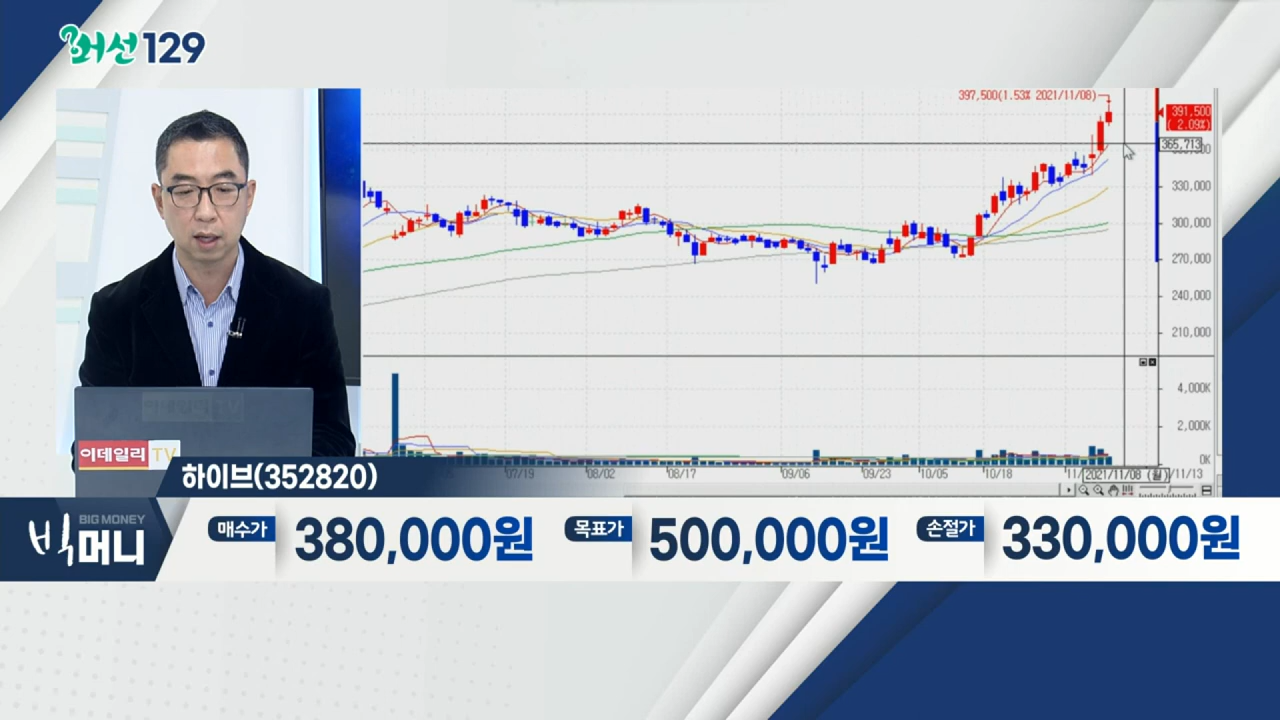 머선129
397,500(1.53% 2021/11/08)
391,500
( 2.09%)
365,713
330,000
300,000
270,000
240,000
210,000
4,000K
2,000K
0K
07/19
08/02
08/17
09/06
09/23
10/05
10/18
2021/11/08 (월)
11/13
이데일리TV
하이브(352820)
BIG MONEY
빅머니
매수가
380,000원
목표가
500,000원
손절가
330,000원